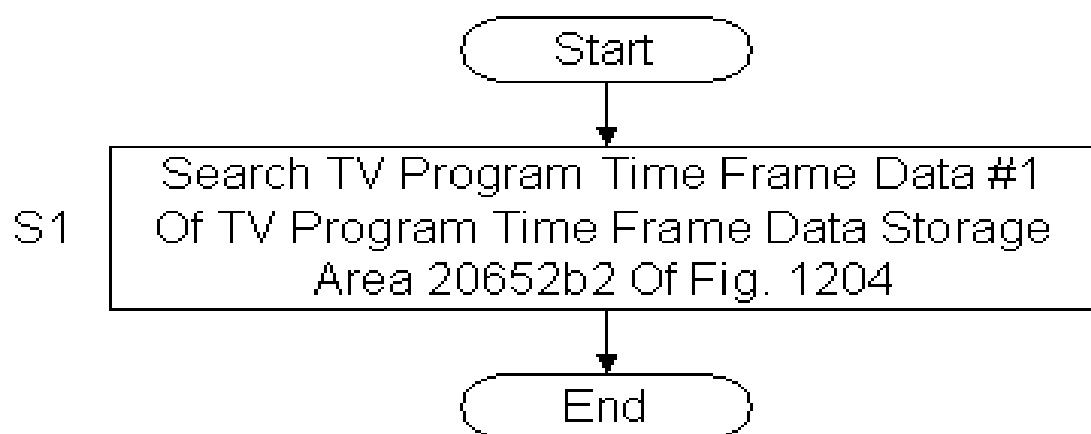 Start
S1
Search TV Program Time Frame Data #1
Of TV Program Time Frame Data Storage
Area 20652b2 Of Fig. 1204
End